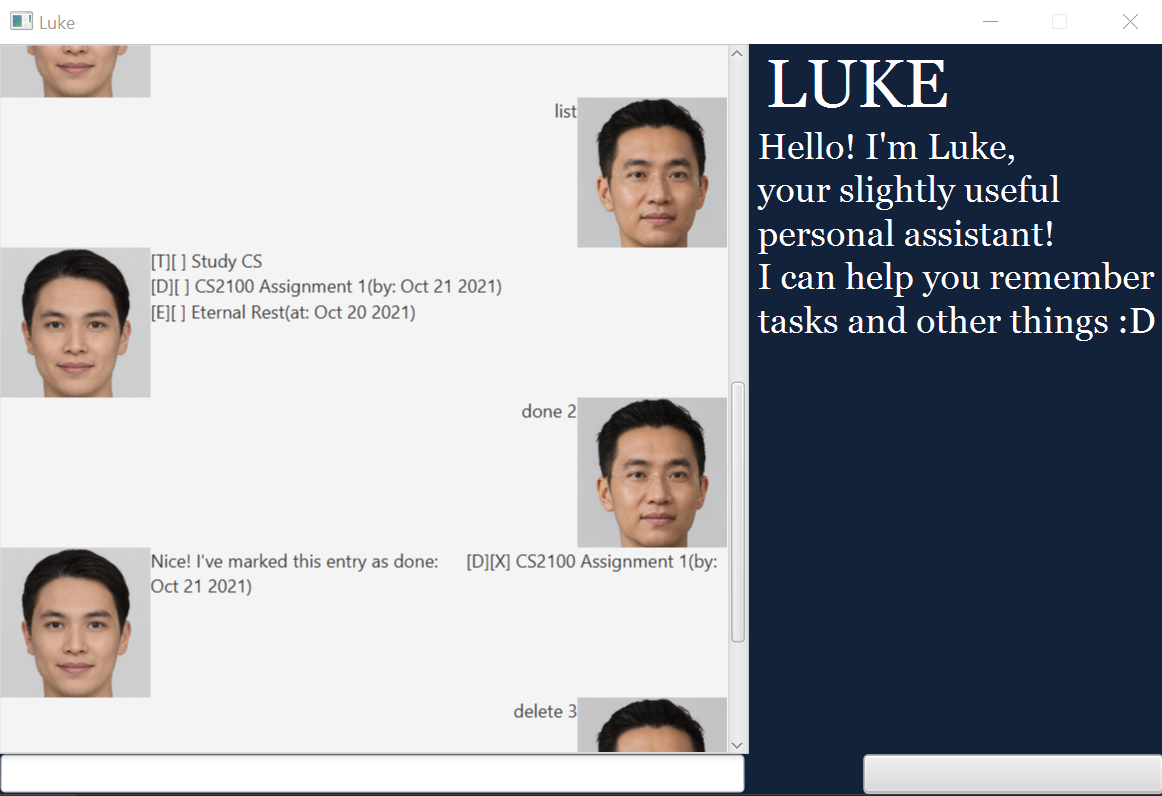 Luke
list
[T][ ] Study CS
[D][ ] CS2100 Assignment 1(by: Oct 21 2021)
[E][ ] Eternal Rest(at: Oct 20 2021)
done 2
Nice! I've marked this entry as done: [D][X] CS2100 Assignment 1(by:
Oct 21 2021)
delete 3
LUKE
Hello! I'm Luke,
your slightly useful
personal assistant!
I can help you remember
tasks and other things :D